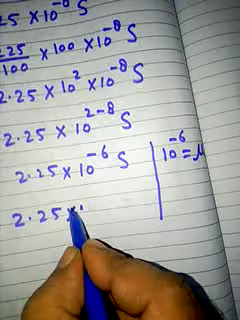 25 × 10⁻⁸ S
225/100 × 100 × 10⁻⁸ S
2.25 × 10² × 10⁻⁸ S
2.25 × 10²⁻⁸ S
2.25 × 10⁻⁶ S
10⁻⁶ = μ
2.25 ×